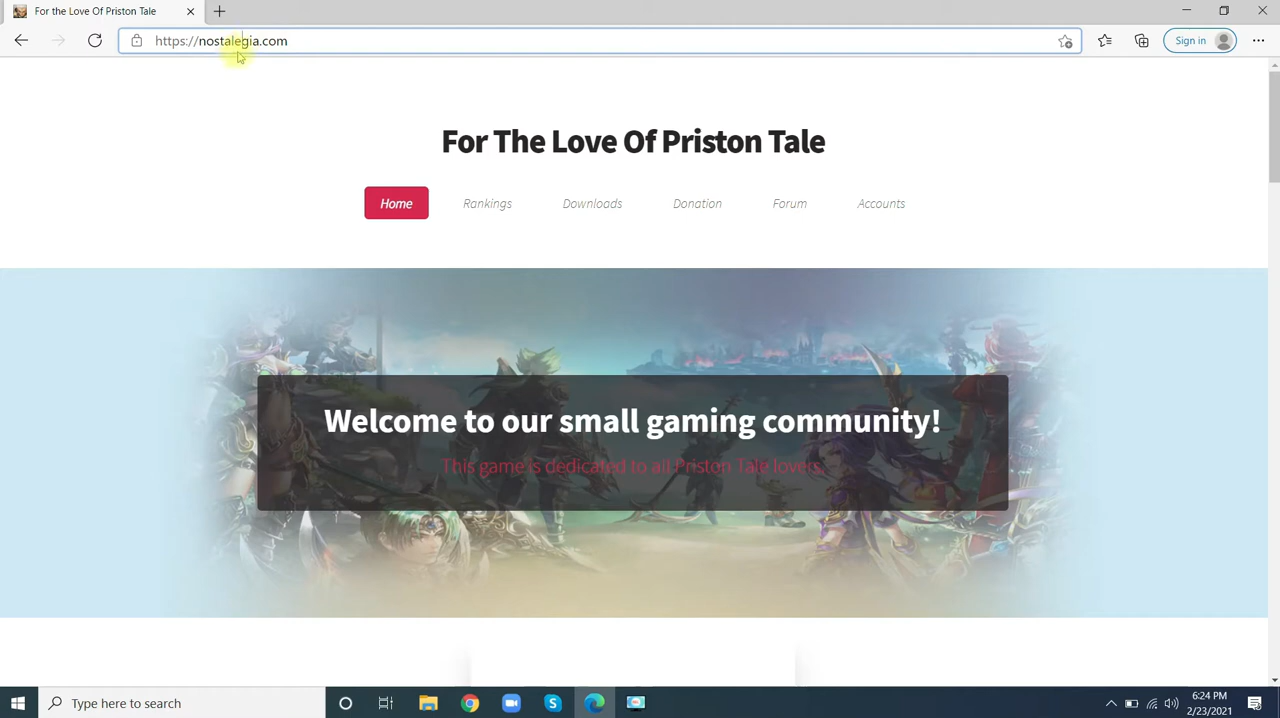 For the Love Of Priston Tale
https://nostalegia.com
Sign in
For The Love Of Priston Tale
Home Rankings Downloads Donation Forum Accounts
Welcome to our small gaming community!
This game is dedicated to all Priston Tale lovers.
Type here to search
6:24 PM
2/23/2021